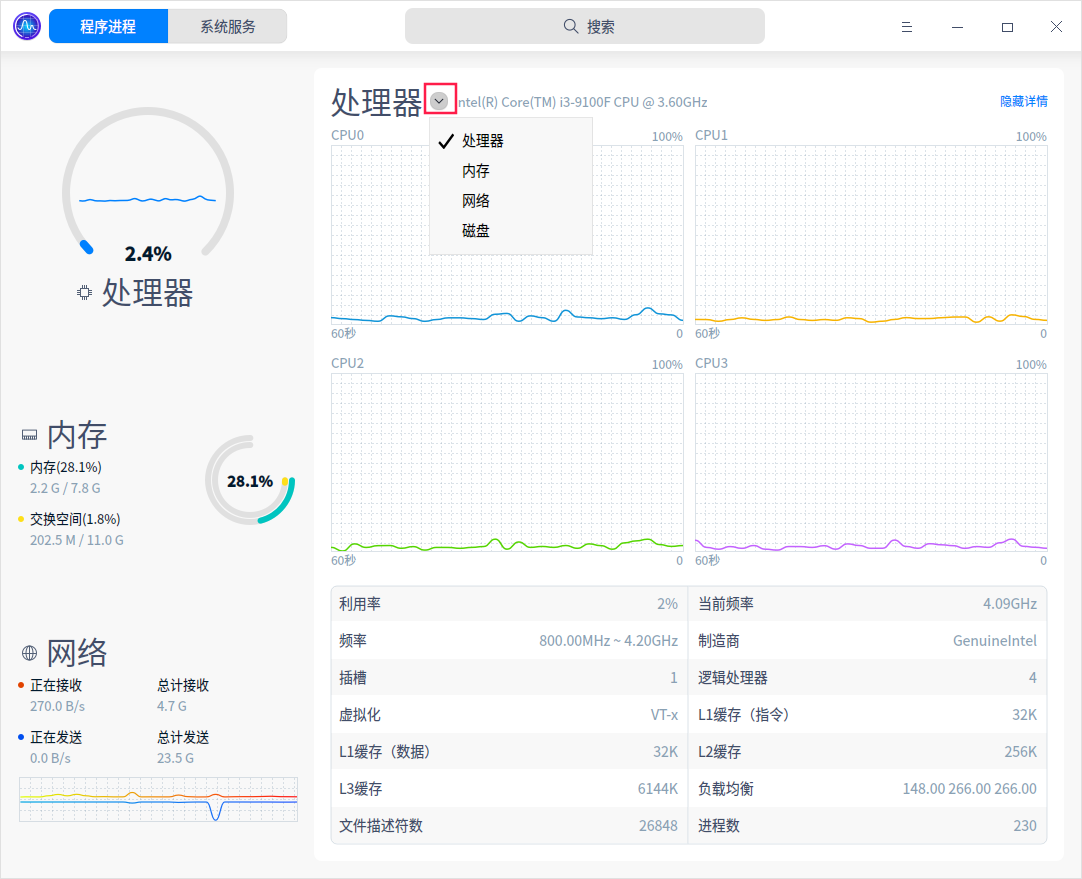 程序进程
系统服务
搜索
2.4%
处理器
内存
内存(28.1%)
2.2 G / 7.8 G
交换空间(1.8%)
202.5 M / 11.0 G
28.1%
网络
正在接收 总计接收
270.0 B/s 4.7 G
正在发送 总计发送
0.0 B/s 23.5 G
处理器 ntel(R) Core(TM) i3-9100F CPU @ 3.60GHz 隐藏详情
处理器
内存
网络
磁盘
CPU0 100%
60秒 0
CPU1 100%
60秒 0
CPU2 100%
60秒 0
CPU3 100%
60秒 0
利用率 2% 当前频率 4.09GHz
频率 800.00MHz ~ 4.20GHz 制造商 GenuineIntel
插槽 1 逻辑处理器 4
虚拟化 VT-x L1缓存（指令） 32K
L1缓存（数据） 32K L2缓存 256K
L3缓存 6144K 负载均衡 148.00 266.00 266.00
文件描述符数 26848 进程数 230